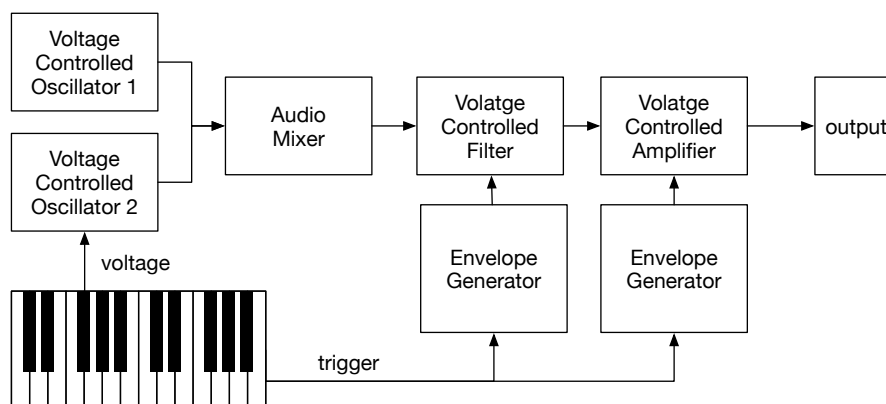 Voltage
Controlled
Oscillator 1
Voltage
Controlled
Oscillator 2
Audio
Mixer
Volatge
Controlled
Filter
Volatge
Controlled
Amplifier
output
Envelope
Generator
Envelope
Generator
voltage
trigger